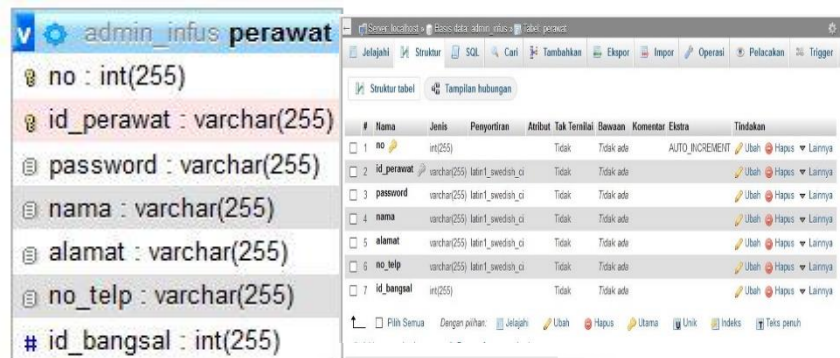 v admin_infus perawat
no : int(255)
id_perawat : varchar(255)
password : varchar(255)
nama : varchar(255)
alamat : varchar(255)
no_telp : varchar(255)
# id_bangsal : int(255)
Server: localhost » Basis data: admin_infus » Tabel: perawat
Jelajahi Struktur SQL Cari Tambahkan Ekspor Impor Operasi Pelacakan Trigger
Struktur tabel Tampilan hubungan
# Nama Jenis Penyortiran Atribut Tak Ternilai Bawaan Komentar Ekstra Tindakan
1 no int(255) Tidak Tidak ada AUTO_INCREMENT Ubah Hapus Lainnya
2 id_perawat varchar(255) latin1_swedish_ci Tidak Tidak ada Ubah Hapus Lainnya
3 password varchar(255) latin1_swedish_ci Tidak Tidak ada Ubah Hapus Lainnya
4 nama varchar(255) latin1_swedish_ci Tidak Tidak ada Ubah Hapus Lainnya
5 alamat varchar(255) latin1_swedish_ci Tidak Tidak ada Ubah Hapus Lainnya
6 no_telp varchar(255) latin1_swedish_ci Tidak Tidak ada Ubah Hapus Lainnya
7 id_bangsal int(255) Tidak Tidak ada Ubah Hapus Lainnya
Pilih Semua Dengan pilihan: Jelajahi Ubah Hapus Utama Unik Indeks Teks penuh